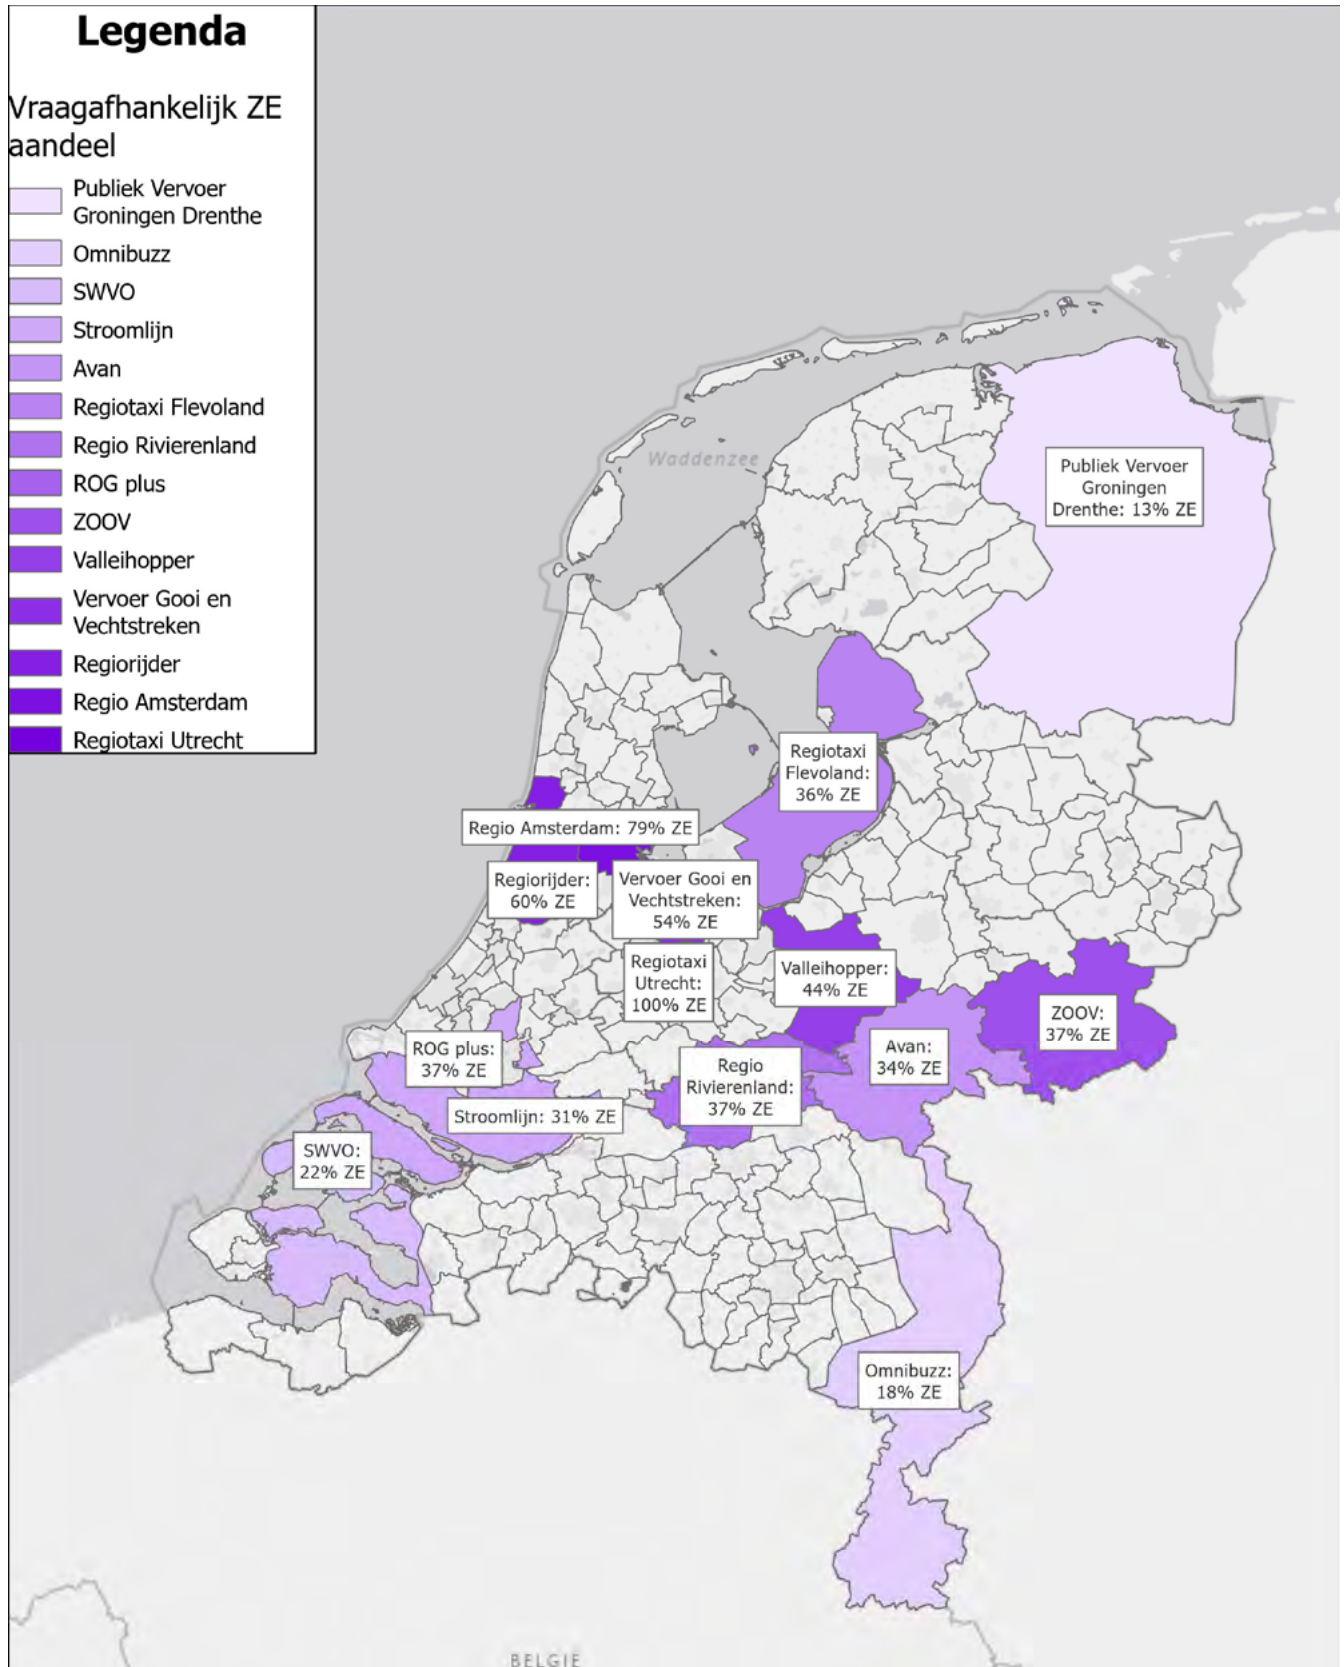 Legenda
Vraagafhankelijk ZE
aandeel
Publiek Vervoer
Groningen Drenthe
Omnibuzz
SWVO
Stroomlijn
Avan
Regiotaxi Flevoland
Regio Rivierenland
ROG plus
ZOOV
Valleihopper
Vervoer Gooi en
Vechtstreken
Regiorijder
Regio Amsterdam
Regiotaxi Utrecht
Waddenzee
Publiek Vervoer
Groningen
Drenthe: 13% ZE
Regiotaxi
Flevoland:
36% ZE
Regio Amsterdam: 79% ZE
Regiorijder:
60% ZE
Vervoer Gooi en
Vechtstreken:
54% ZE
Regiotaxi
Utrecht:
100% ZE
Valleihopper:
44% ZE
ZOOV:
37% ZE
ROG plus:
37% ZE
Avan:
34% ZE
Regio
Rivierenland:
37% ZE
Stroomlijn: 31% ZE
SWVO:
22% ZE
Omnibuzz:
18% ZE
BELGIË